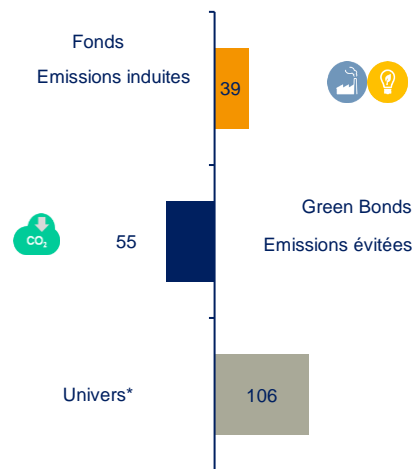 Fonds
Emissions induites
39
Green Bonds
Emissions évitées
CO₂
55
Univers*
106